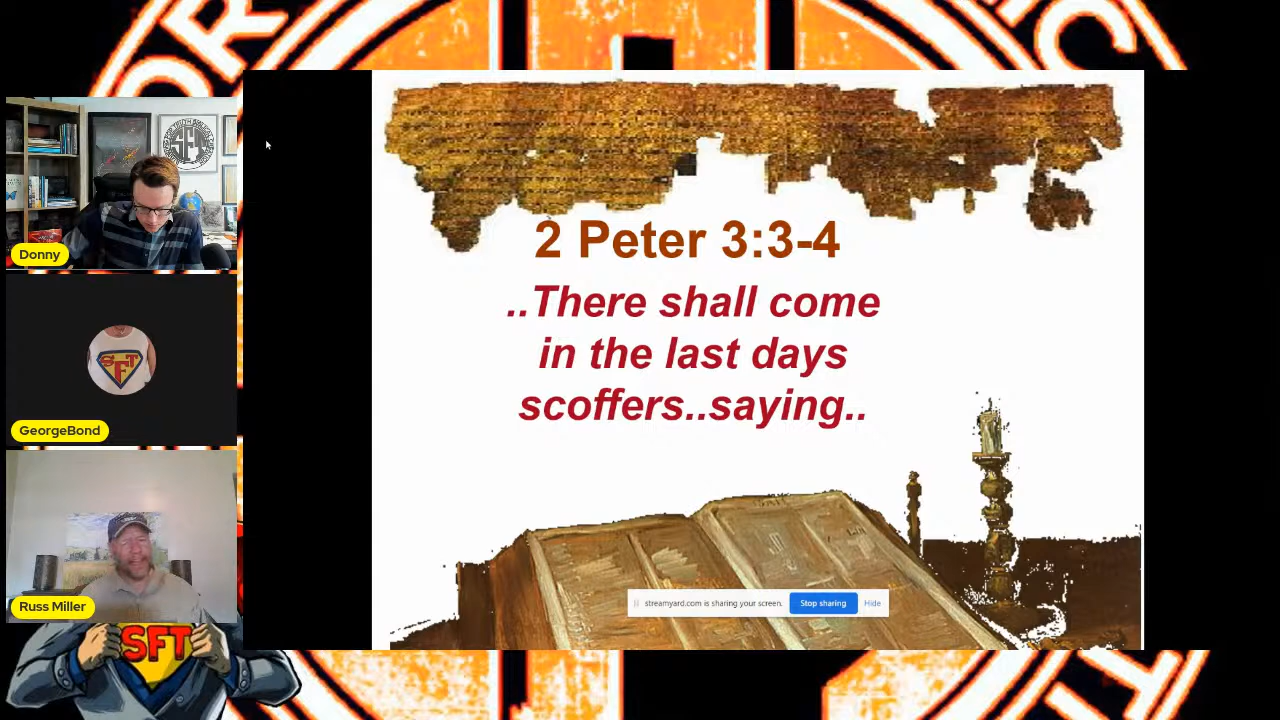 2 Peter 3:3-4
..There shall come
in the last days
scoffers..saying..
streamyard.com is sharing your screen.
Stop sharing
Hide
Donny
GeorgeBond
Russ Miller
SFT
SFT
SFT